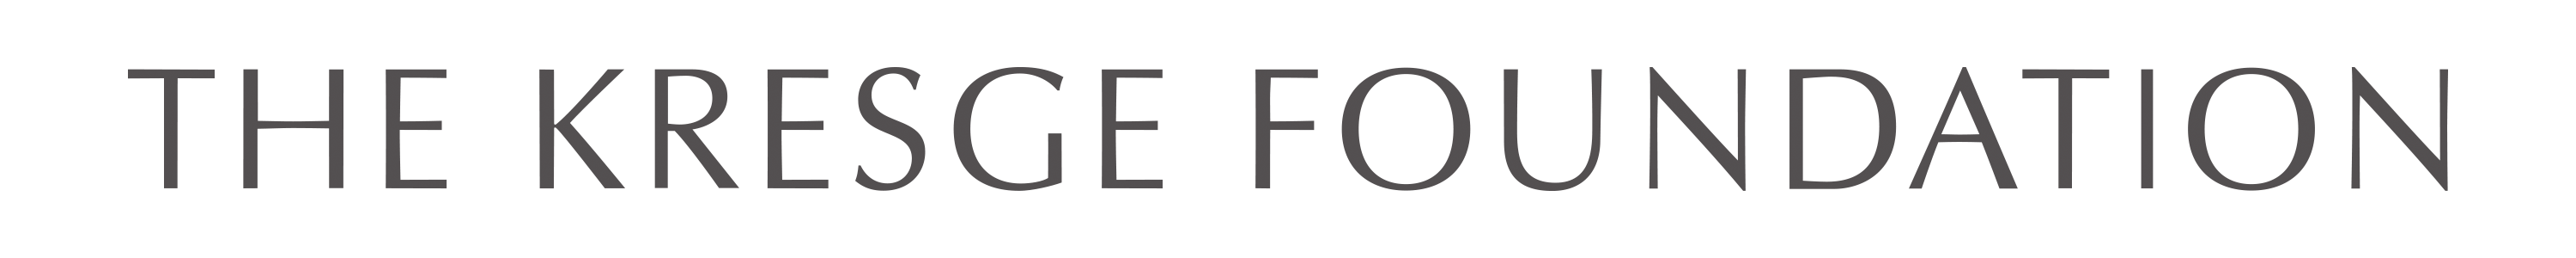 THE KRESGE FOUNDATION